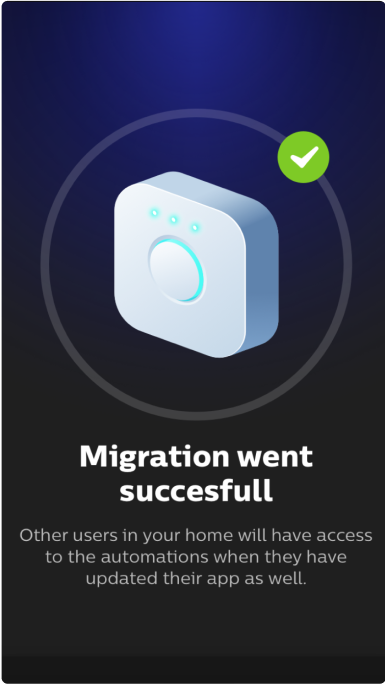 Migration went
succesfull
Other users in your home will have access
to the automations when they have
updated their app as well.